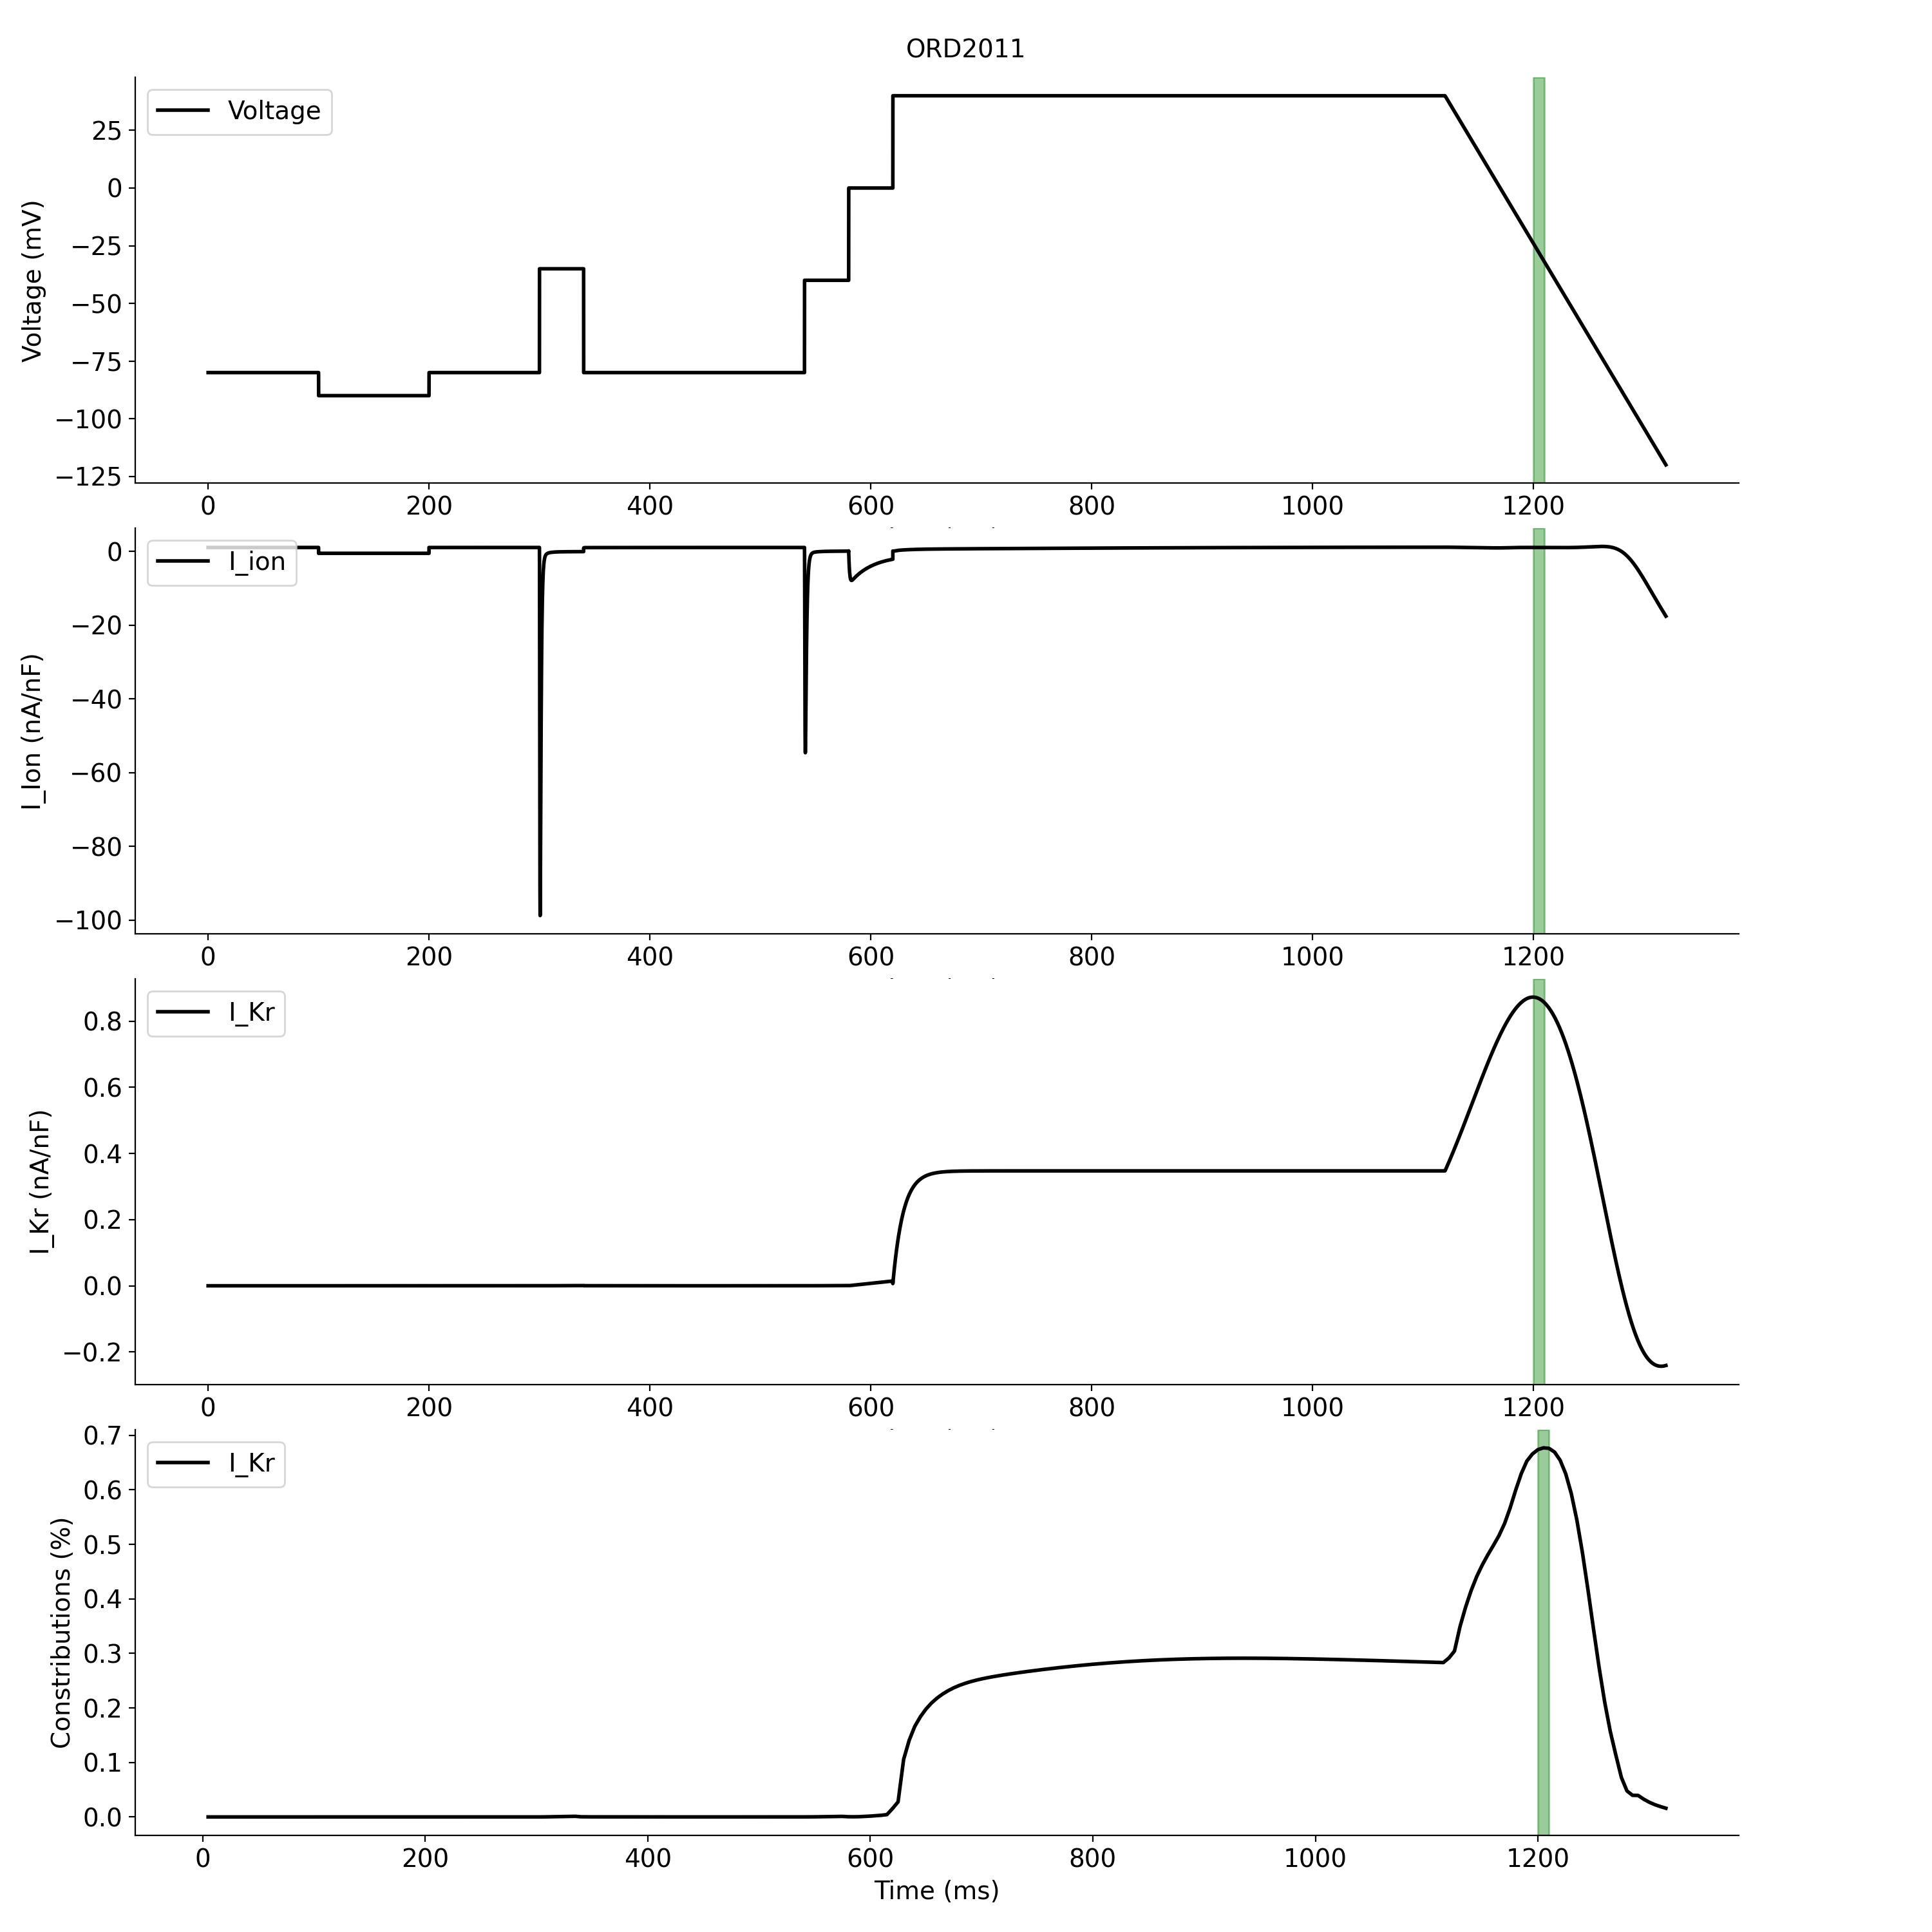 ORD2011
Voltage
Voltage (mV)
25
0
−25
−50
−75
−100
−125
0 200 400 600 800 1000 1200
I_ion
I_Ion (nA/nF)
0
−20
−40
−60
−80
−100
0 200 400 600 800 1000 1200
I_Kr
I_Kr (nA/nF)
0.8
0.6
0.4
0.2
0.0
−0.2
0 200 400 600 800 1000 1200
I_Kr
Constributions (%)
0.7
0.6
0.5
0.4
0.3
0.2
0.1
0.0
0 200 400 600 800 1000 1200
Time (ms)